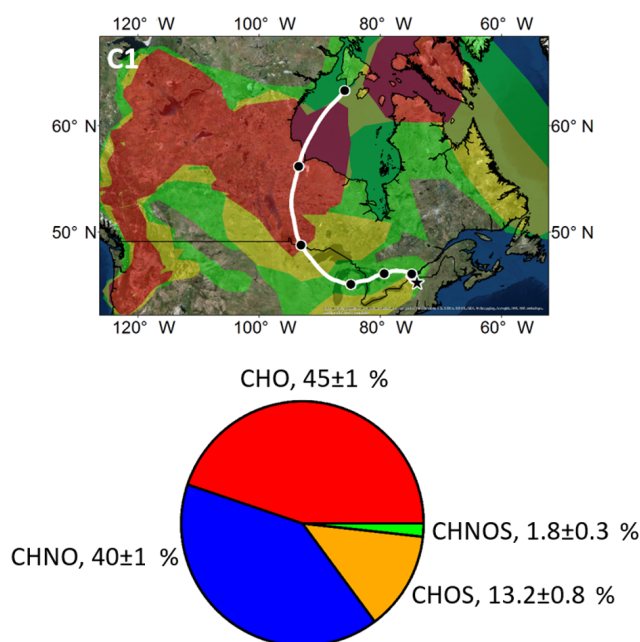 120° W 100° W 80° W 60° W
C1
60° N 60° N
50° N 50° N
120° W 100° W 80° W 60° W
CHO, 45±1 %
CHNOS, 1.8±0.3 %
CHNO, 40±1 %
CHOS, 13.2±0.8 %